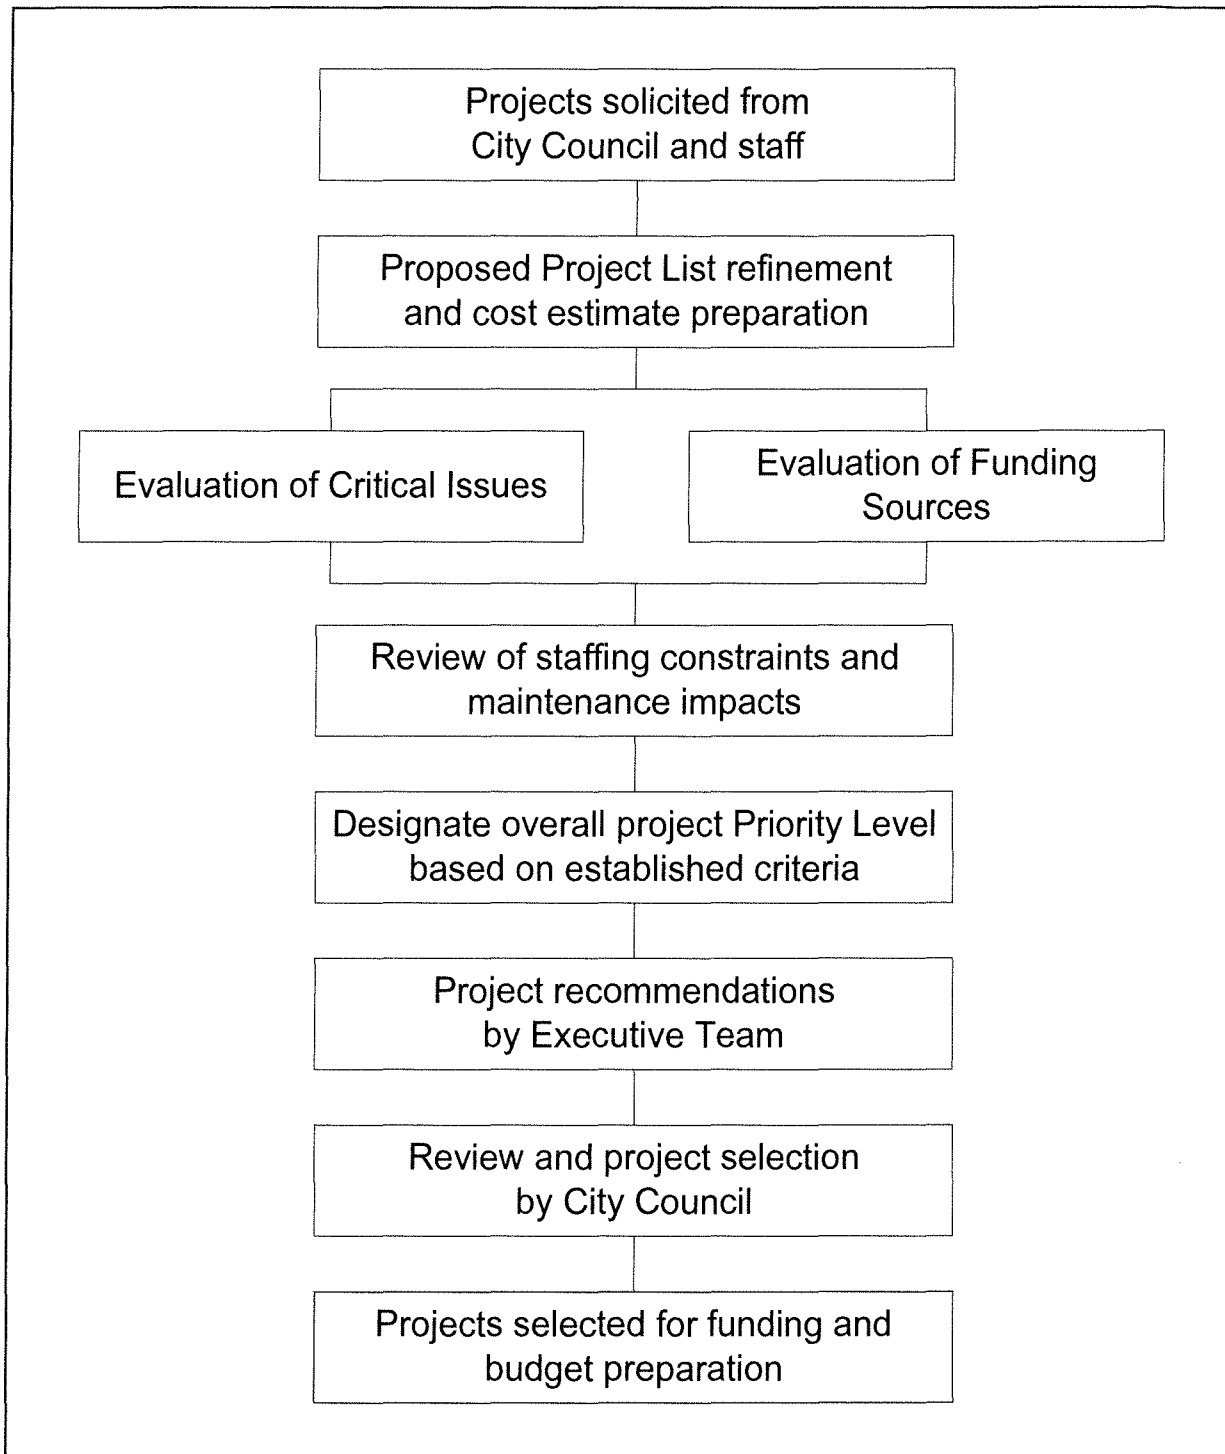 Projects solicited from
City Council and staff
Proposed Project List refinement
and cost estimate preparation
Evaluation of Critical Issues
Evaluation of Funding
Sources
Review of staffing constraints and
maintenance impacts
Designate overall project Priority Level
based on established criteria
Project recommendations
by Executive Team
Review and project selection
by City Council
Projects selected for funding and
budget preparation